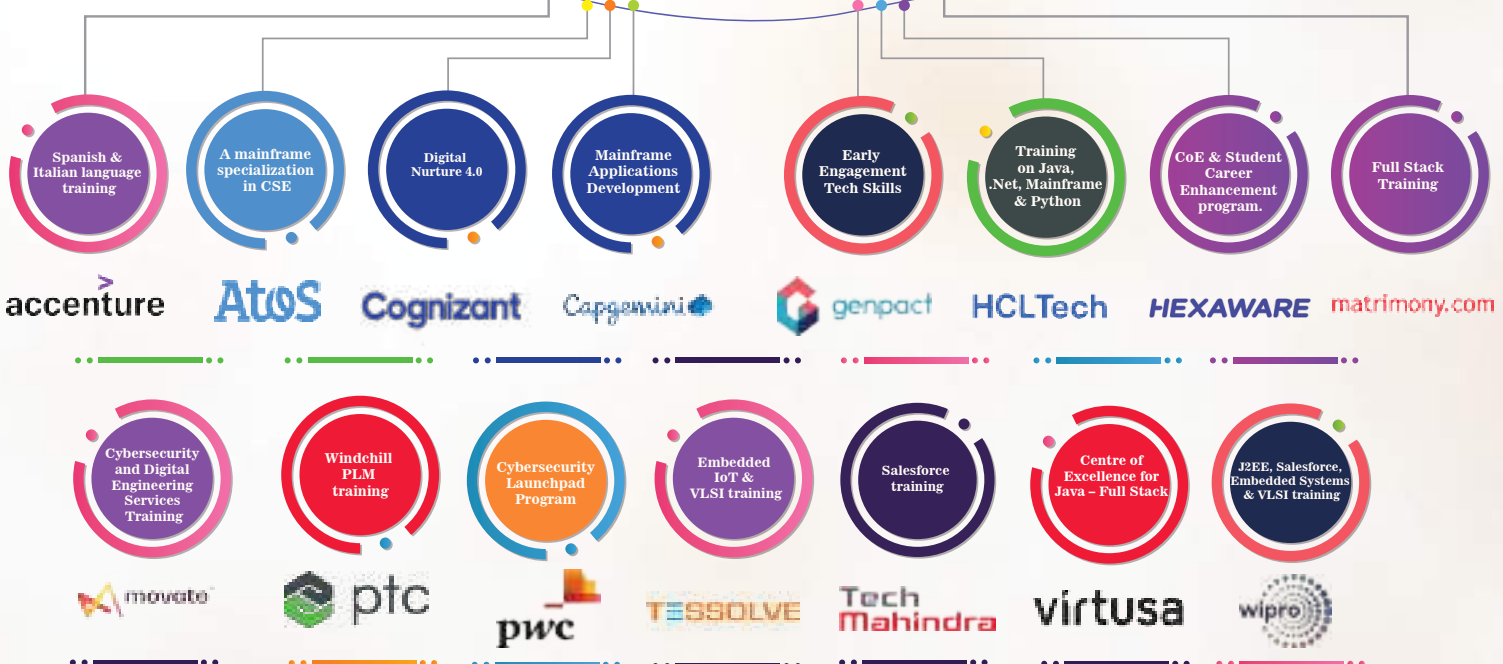 Spanish &
Italian language
training
A mainframe
specialization
in CSE
Digital
Nurture 4.0
Mainframe
Applications
Development
Early
Engagement
Tech Skills
Training
on Java,
.Net, Mainframe
& Python
CoE & Student
Career
Enhancement
program.
Full Stack
Training
accenture
Atos
Cognizant
Capgemini
genpact
HCLTech
HEXAWARE
matrimony.com
Cybersecurity
and Digital
Engineering
Services
Training
Windchill
PLM
training
Cybersecurity
Launchpad
Program
Embedded
IoT &
VLSI training
Salesforce
training
Centre of
Excellence for
Java – Full Stack
J2EE, Salesforce,
Embedded Systems
& VLSI training
movate
ptc
pwc
TESSOLVE
Tech
Mahindra
virtusa
wipro